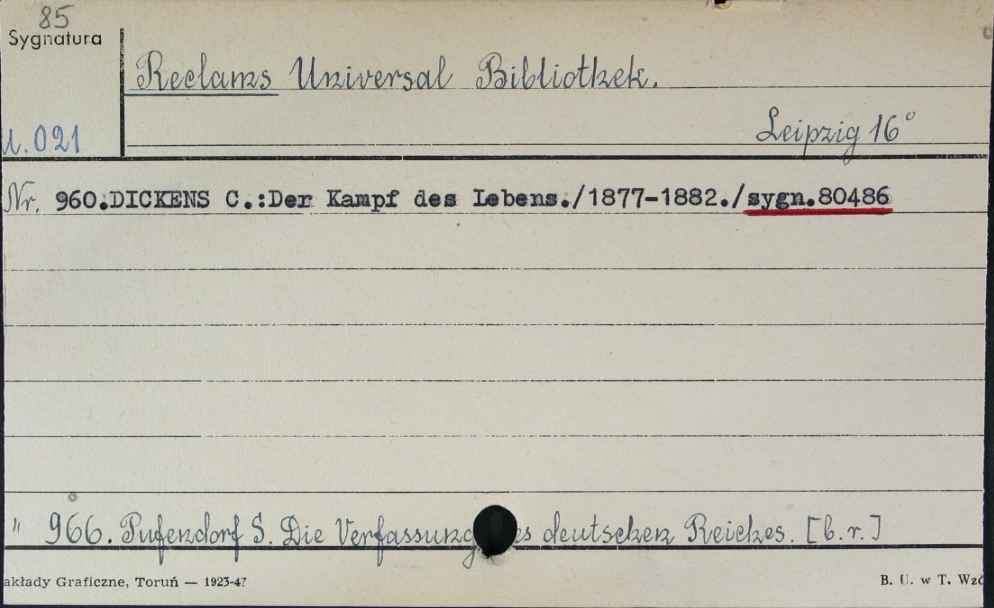 85
Sygnatura
Reclams Universal Bibliothek.
U. 021
Leipzig 16°
Nr. 960.DICKENS C.:Der Kampf des Lebens./1877-1882./sygn.80486
" 966. Pufendorf S. Die Verfassung es deutschen Reiches. [b.r.]
akłady Graficzne, Toruń — 1923-47
B. U. w T. Wzó